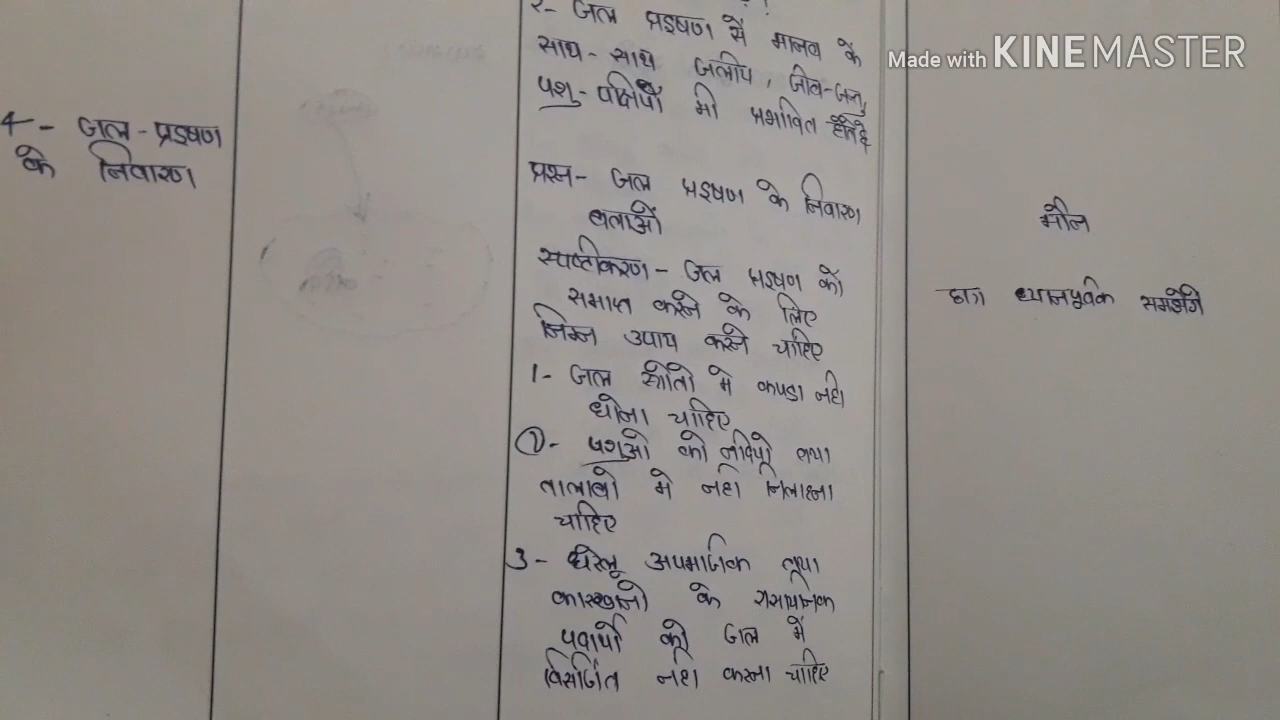 2- जल प्रदुषण से मानव के
साथ-साथ जलीय, जीव-जन्तु,
पशु-पक्षियों भी प्रभावित होते है
Made with KINEMASTER
4- जल-प्रदुषण
के निवारण
प्रश्न- जल प्रदुषण के निवारण
बताओं
मौन
स्पष्टीकरण- जल प्रदुषण को
समाप्त करने के लिए
निम्न उपाय करने चाहिए
छात्र ध्यानपूर्वक समझेंगे
1- जल स्त्रोतो मे कपडा नही
धोना चाहिए
2- पशुओ को नदियो तथा
तालाबो मे नही
चाहिए
3- घरेलू अपमार्जक तथा
कारखानो के रासायनिक
पदार्थो को जल में
विसर्जित नही करना चाहिए